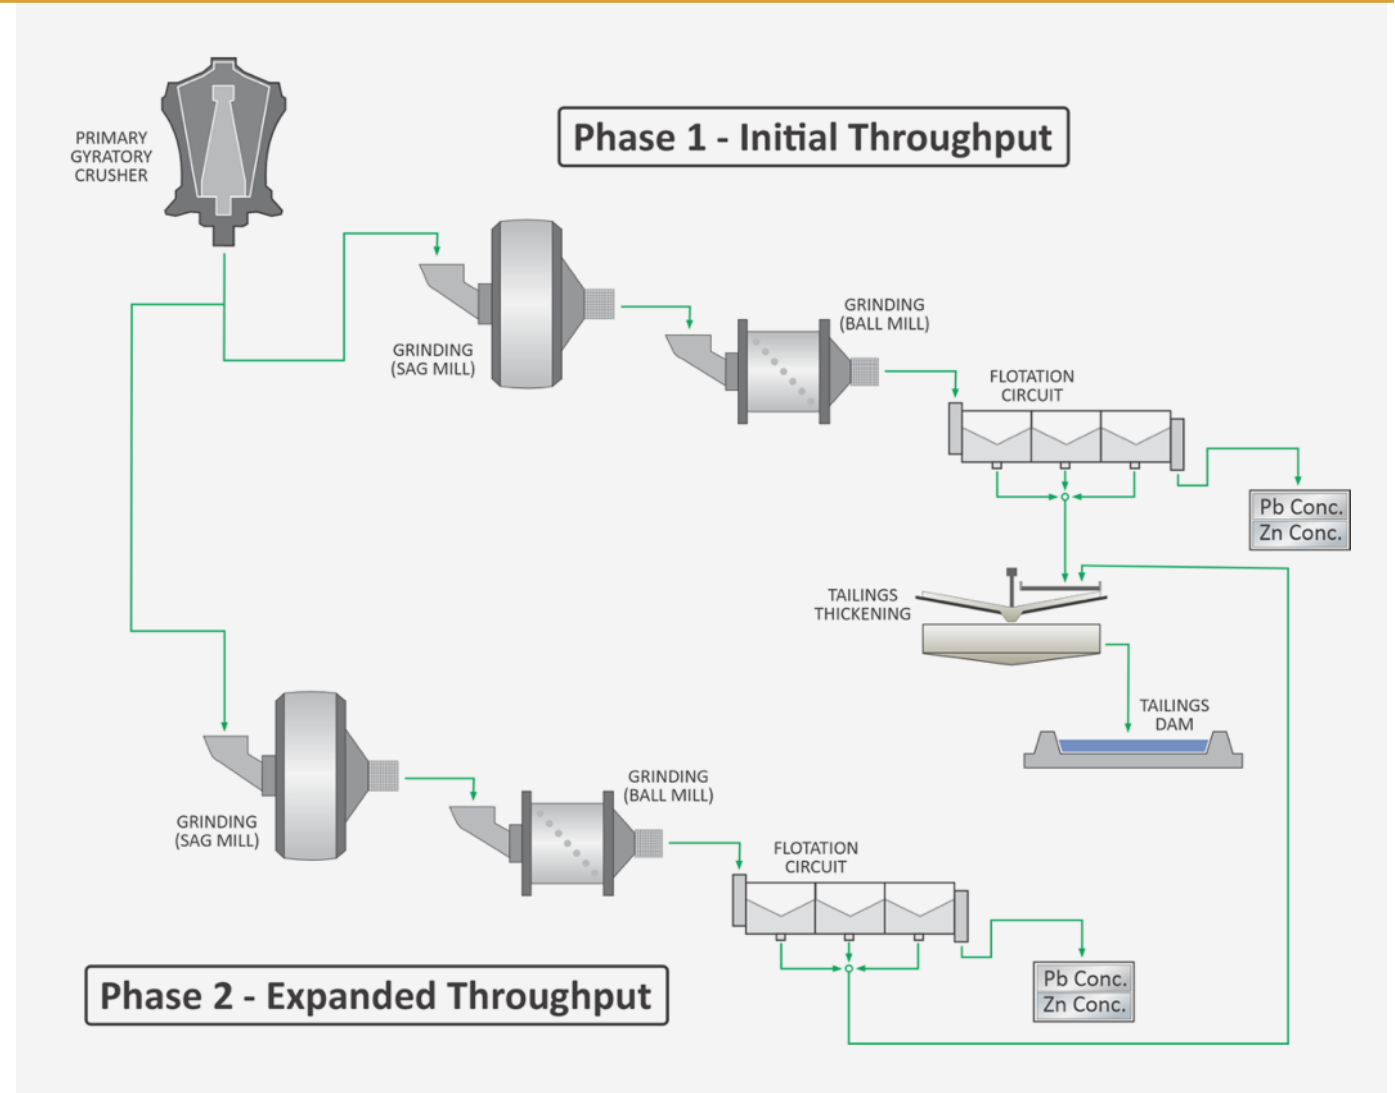 PRIMARY
GYRATORY
CRUSHER
Phase 1 - Initial Throughput
GRINDING
(SAG MILL)
GRINDING
(BALL MILL)
FLOTATION
CIRCUIT
Pb Conc.
Zn Conc.
TAILINGS
THICKENING
TAILINGS
DAM
GRINDING
(SAG MILL)
GRINDING
(BALL MILL)
FLOTATION
CIRCUIT
Pb Conc.
Zn Conc.
Phase 2 - Expanded Throughput